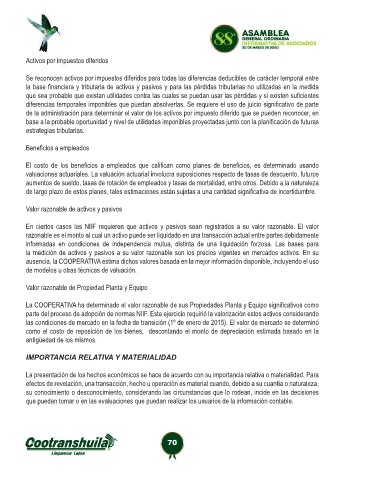 88ª
ASAMBLEA
GENERAL ORDINARIA
INFORMATIVA DE ASOCIADOS
30 DE MARZO DE 2020
Activos por impuestos diferidos
Se reconocen activos por impuestos diferidos para todas las diferencias deducibles de carácter temporal entre
la base financiera y tributaria de activos y pasivos y para las pérdidas tributarias no utilizadas en la medida
que sea probable que existan utilidades contra las cuales se puedan usar las pérdidas y si existen suficientes
diferencias temporales imponibles que puedan absolverlas. Se requiere el uso de juicio significativo de parte
de la administración para determinar el valor de los activos por impuesto diferido que se pueden reconocer, en
base a la probable oportunidad y nivel de utilidades imponibles proyectadas junto con la planificación de futuras
estrategias tributarias.
Beneficios a empleados
El costo de los beneficios a empleados que califican como planes de beneficios, es determinado usando
valuaciones actuariales. La valuación actuarial involucra suposiciones respecto de tasas de descuento, futuros
aumentos de sueldo, tasas de rotación de empleados y tasas de mortalidad, entre otros. Debido a la naturaleza
de largo plazo de estos planes, tales estimaciones están sujetas a una cantidad significativa de incertidumbre.
Valor razonable de activos y pasivos
En ciertos casos las NIIF requieren que activos y pasivos sean registrados a su valor razonable. El valor
razonable es el monto al cual un activo puede ser liquidado en una transacción actual entre partes debidamente
informadas en condiciones de independencia mutua, distinta de una liquidación forzosa. Las bases para
la medición de activos y pasivos a su valor razonable son los precios vigentes en mercados activos. En su
ausencia, la COOPERATIVA estima dichos valores basada en la mejor información disponible, incluyendo el uso
de modelos u otras técnicas de valuación.
Valor razonable de Propiedad Planta y Equipo
La COOPERATIVA ha determinado el valor razonable de sus Propiedades Planta y Equipo significativos como
parte del proceso de adopción de normas NIIF. Este ejercicio requirió la valorización estos activos considerando
las condiciones de mercado en la fecha de transición (1º de enero de 2015). El valor de mercado se determinó
como el costo de reposición de los bienes, descontando el monto de depreciación estimada basado en la
antigüedad de los mismos.
IMPORTANCIA RELATIVA Y MATERIALIDAD
La presentación de los hechos económicos se hace de acuerdo con su importancia relativa o materialidad. Para
efectos de revelación, una transacción, hecho u operación es material cuando, debido a su cuantía o naturaleza,
su conocimiento o desconocimiento, considerando las circunstancias que lo rodean, incide en las decisiones
que puedan tomar o en las evaluaciones que puedan realizar los usuarios de la información contable.
Cootranshuila
Llegamos Lejos
70